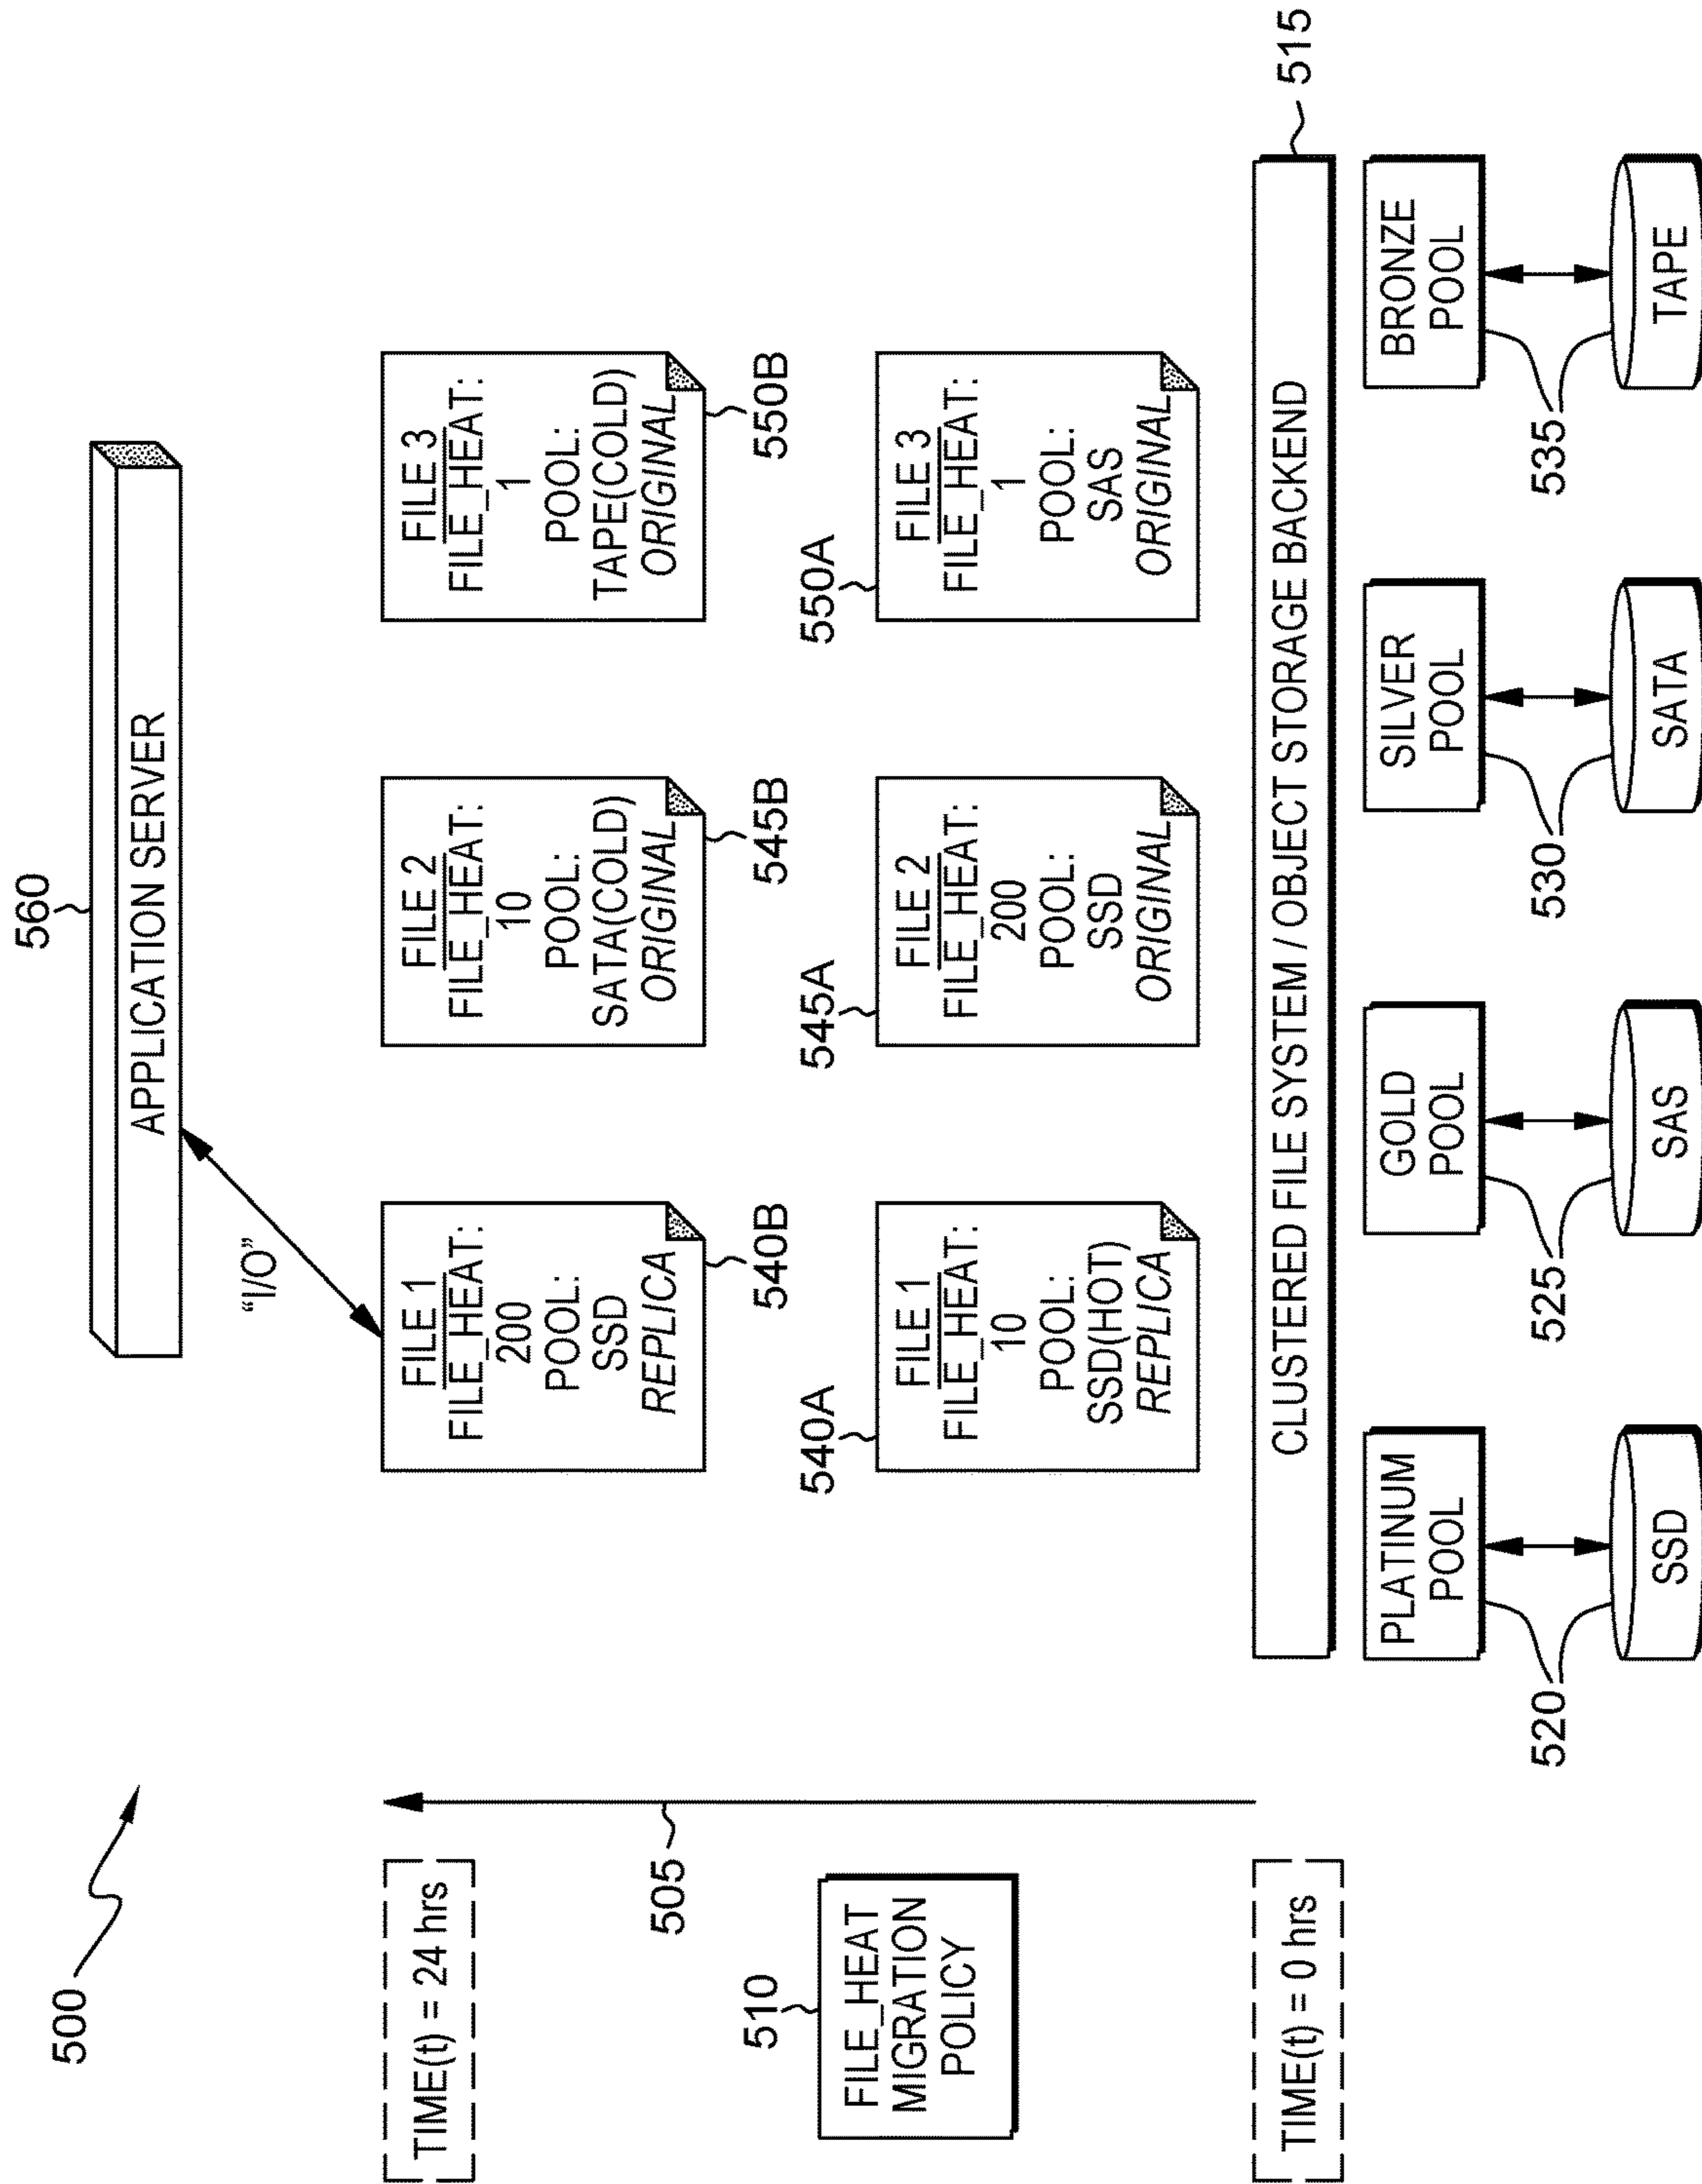 500
560
APPLICATION SERVER
"I/O"
TIME(t) = 24 hrs
FILE 1
FILE_HEAT:
200
POOL:
SSD
REPLICA
540B
FILE 2
FILE_HEAT:
10
POOL:
SATA(COLD)
ORIGINAL
545B
FILE 3
FILE_HEAT:
1
POOL:
TAPE(COLD)
ORIGINAL
550B
505
510
FILE_HEAT
MIGRATION
POLICY
540A
FILE 1
FILE_HEAT:
10
POOL:
SSD(HOT)
REPLICA
545A
FILE 2
FILE_HEAT:
200
POOL:
SSD
ORIGINAL
550A
FILE 3
FILE_HEAT:
1
POOL:
SAS
ORIGINAL
TIME(t) = 0 hrs
CLUSTERED FILE SYSTEM / OBJECT STORAGE BACKEND
515
PLATINUM
POOL
520
SSD
GOLD
POOL
525
SAS
SILVER
POOL
530
SATA
BRONZE
POOL
535
TAPE